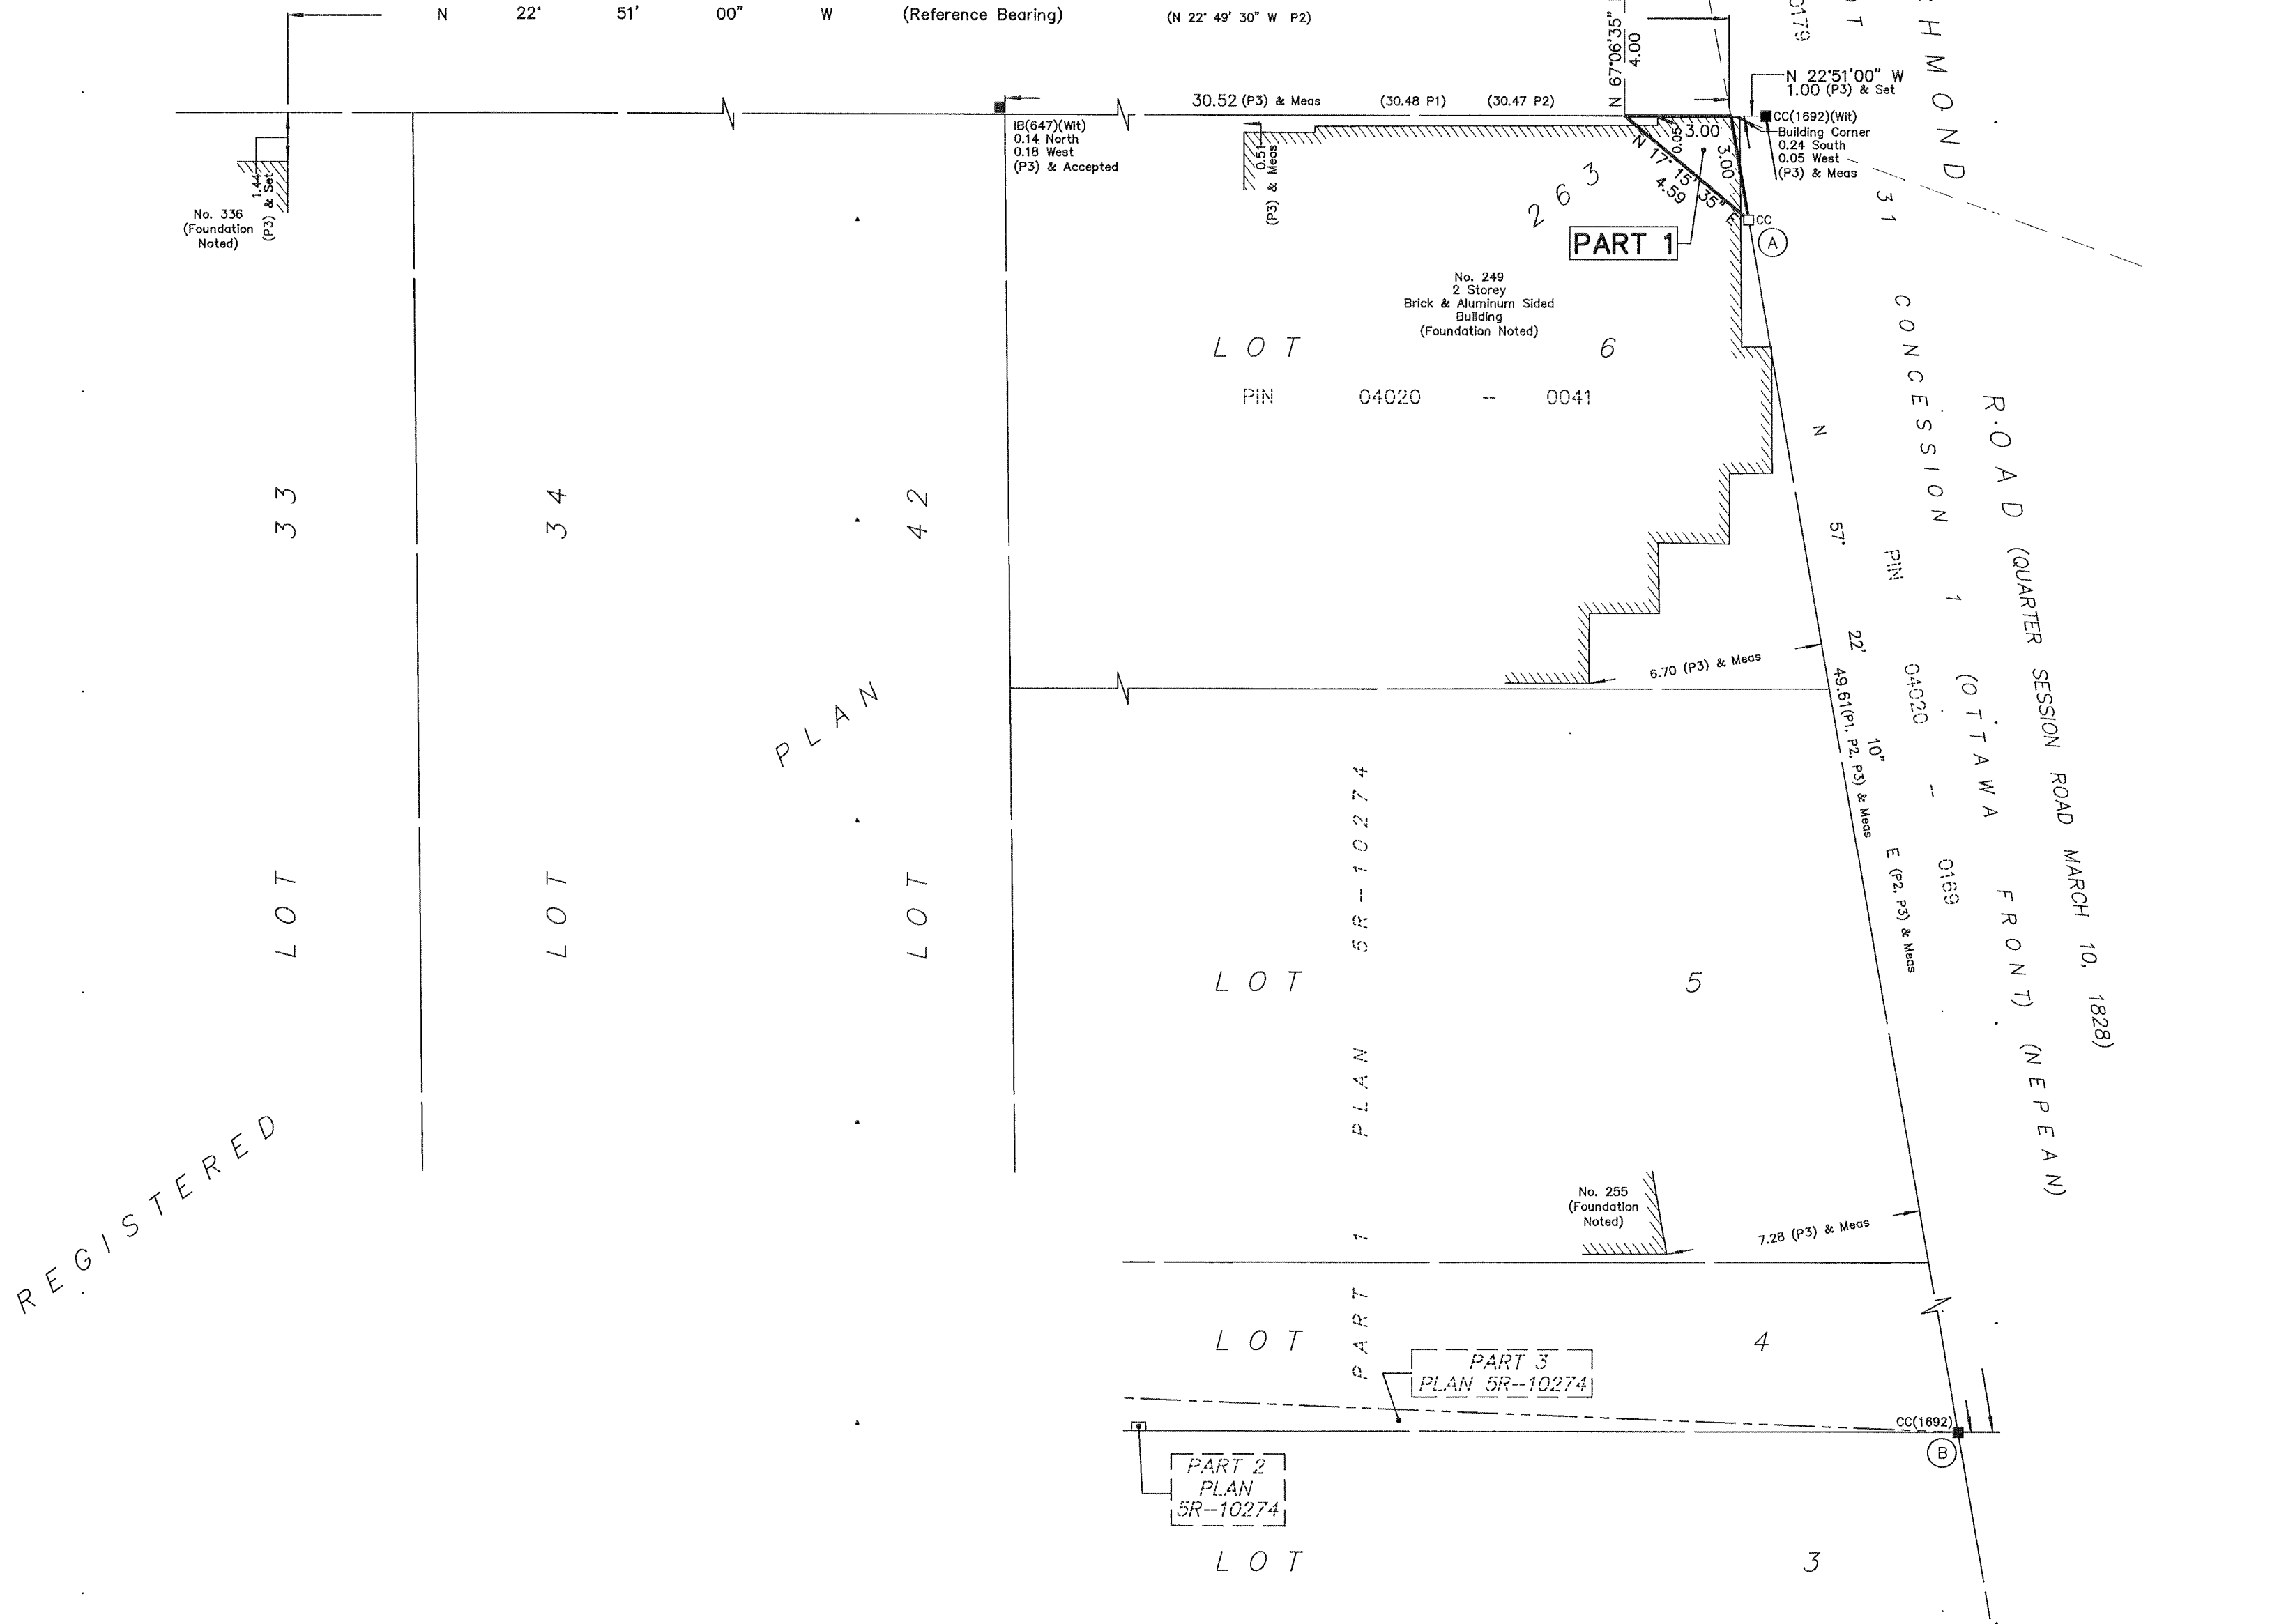 N 22° 51' 00" W (Reference Bearing) (N 22° 49' 30" W P2)
N 67°06'35"
4.00
HMOND
30.52 (P3) & Meas (30.48 P1) (30.47 P2)
N 22°51'00" W
1.00 (P3) & Set
CC(1692)(Wit)
Building Corner
0.24 South
0.05 West
(P3) & Meas
IB(647)(Wit)
0.14 North
0.18 West
(P3) & Accepted
1.44
(P3) & Set
No. 336
(Foundation
Noted)
0.51
(P3) & Meas
0.05
3.00
3.00
N 17° 15' 35" E
4.59
CC
A
PART 1
263
31
No. 249
2 Storey
Brick & Aluminum Sided
Building
(Foundation Noted)
LOT 6
PIN 04020 -- 0041
CONCESSION 1 (OTTAWA FRONT) (NEPEAN)
ROAD (QUARTER SESSION ROAD MARCH 10, 1828)
PIN 04020 -- 0169
N 57° 22' 10" E (P2, P3) & Meas
49.61(P1, P2, P3) & Meas
6.70 (P3) & Meas
LOT 33
LOT 34
LOT 42
REGISTERED PLAN
PART 1 PLAN 5R-10274
LOT 5
No. 255
(Foundation
Noted)
7.28 (P3) & Meas
LOT 4
PART 3
PLAN 5R--10274
CC(1692)
B
PART 2
PLAN
5R--10274
LOT 3